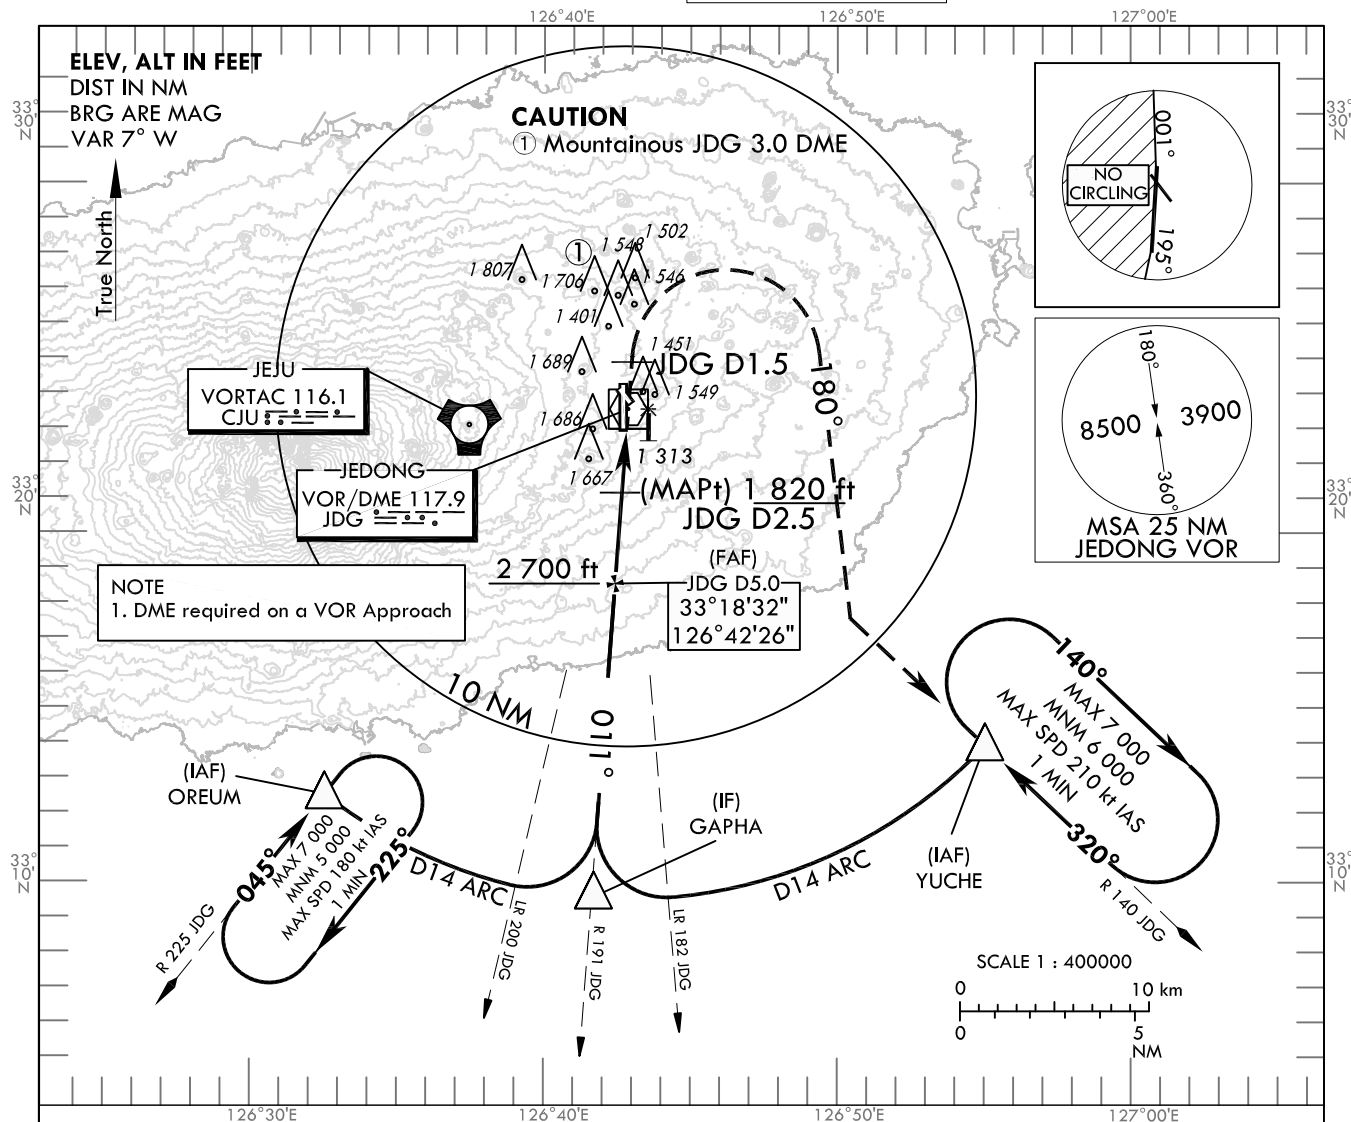 126°40'E
126°50'E
127°00'E
ELEV, ALT IN FEET
DIST IN NM
BRG ARE MAG
VAR 7° W
True North
33°
30'
N
33°
30'
N
CAUTION
① Mountainous JDG 3.0 DME
001°
NO
CIRCLING
195°
①
1 502
1 548
1 807
1 706
546
1 401
1 451
1 689
JDG D1.5
1 549
180°
JEJU
VORTAC 116.1
CJU
1 686
1 313
1 667
JEDONG
VOR/DME 117.9
JDG
180°
8500
3900
360°
MSA 25 NM
JEDONG VOR
33°
20'
N
33°
20'
N
(MAPt) 1 820 ft
JDG D2.5
2 700 ft
(FAF)
JDG D5.0
33°18'32"
126°42'26"
NOTE
1. DME required on a VOR Approach
10 NM
011°
140°
MAX 7 000
MNM 6 000
MAX SPD 210 kt IAS
1 MIN
320°
R 140 JDG
(IAF)
OREUM
045°
MAX 7 000
MNM 5 000
MAX SPD 180 kt IAS
1 MIN
225°
R 225 JDG
D14 ARC
(IF)
GAPHA
D14 ARC
(IAF)
YUCHE
LR 200 JDG
R 191 JDG
LR 182 JDG
33°
10'
N
33°
10'
N
SCALE 1 : 400000
0
10 km
0
5
NM
126°30'E
126°40'E
126°50'E
127°00'E